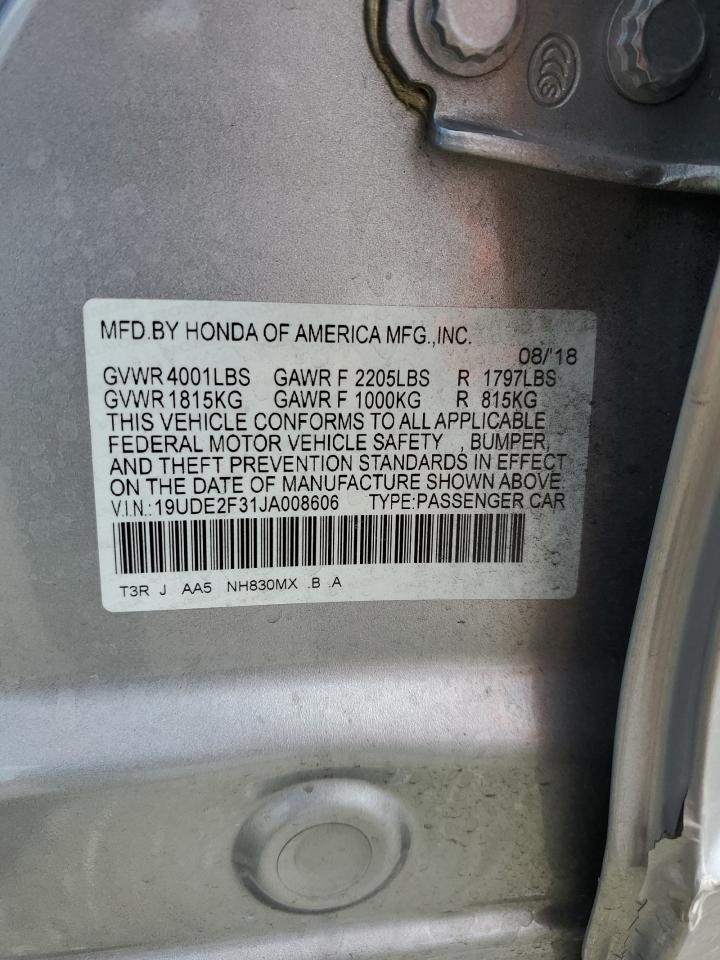 MFD.BY HONDA OF AMERICA MFG.,INC.
08/'18
GVWR 4001LBS GAWR F 2205LBS R 1797LBS
GVWR 1815KG GAWR F 1000KG R 815KG
THIS VEHICLE CONFORMS TO ALL APPLICABLE
FEDERAL MOTOR VEHICLE SAFETY , BUMPER,
AND THEFT PREVENTION STANDARDS IN EFFECT
ON THE DATE OF MANUFACTURE SHOWN ABOVE.
V.I.N.:19UDE2F31JA008606 TYPE:PASSENGER CAR
T3R J AA5 NH830MX .B .A